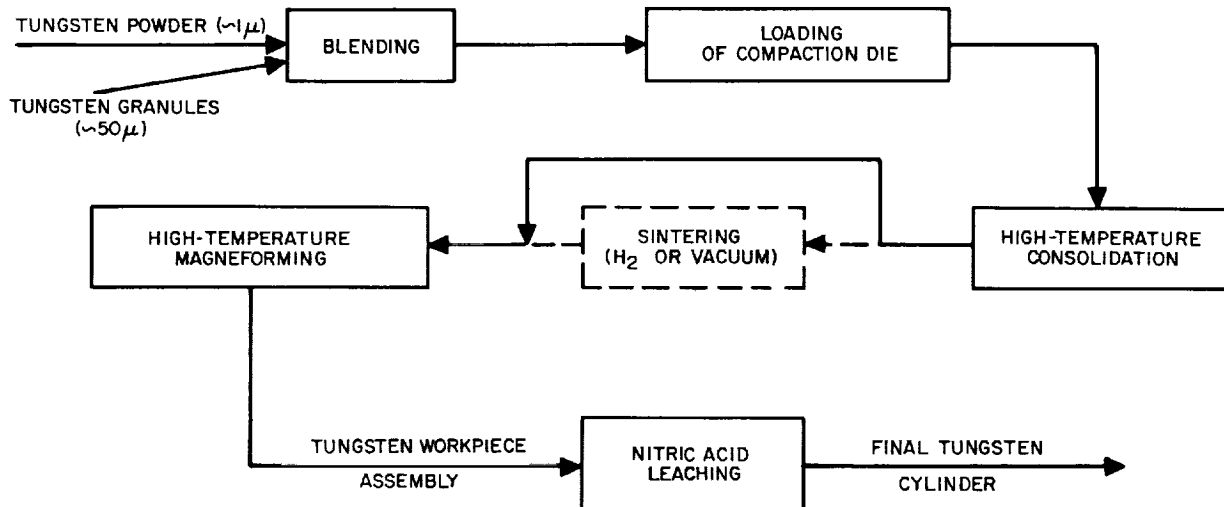 TUNGSTEN POWDER (~1μ)
BLENDING
LOADING
OF COMPACTION DIE
TUNGSTEN GRANULES
(~50μ)
HIGH-TEMPERATURE
MAGNEFORMING
SINTERING
(H2 OR VACUUM)
HIGH-TEMPERATURE
CONSOLIDATION
TUNGSTEN WORKPIECE
ASSEMBLY
NITRIC ACID
LEACHING
FINAL TUNGSTEN
CYLINDER